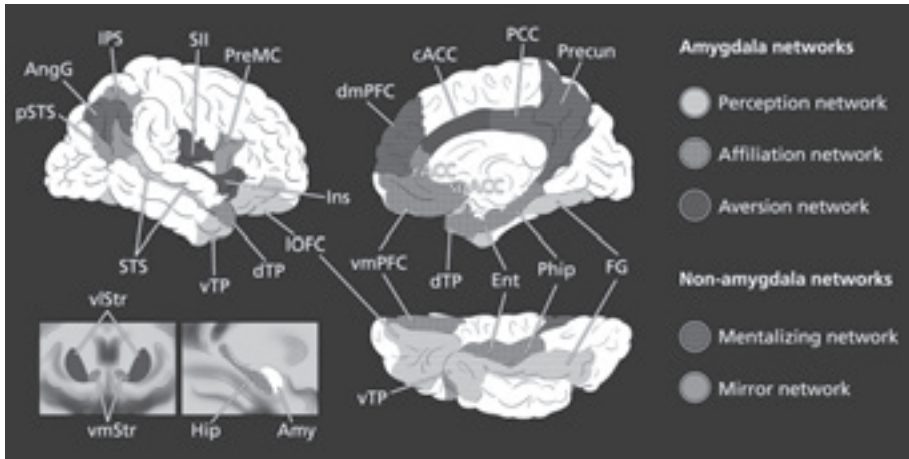 IPS
SII
PreMC
AngG
pSTS
STS
vTP
dTP
Ins
lOFC
cACC
PCC
Precun
dmPFC
rACC
sgACC
vmPFC
dTP
Ent
Phip
FG
vTP
vlStr
vmStr
Hip
Amy
Amygdala networks
Perception network
Affiliation network
Aversion network
Non-amygdala networks
Mentalizing network
Mirror network